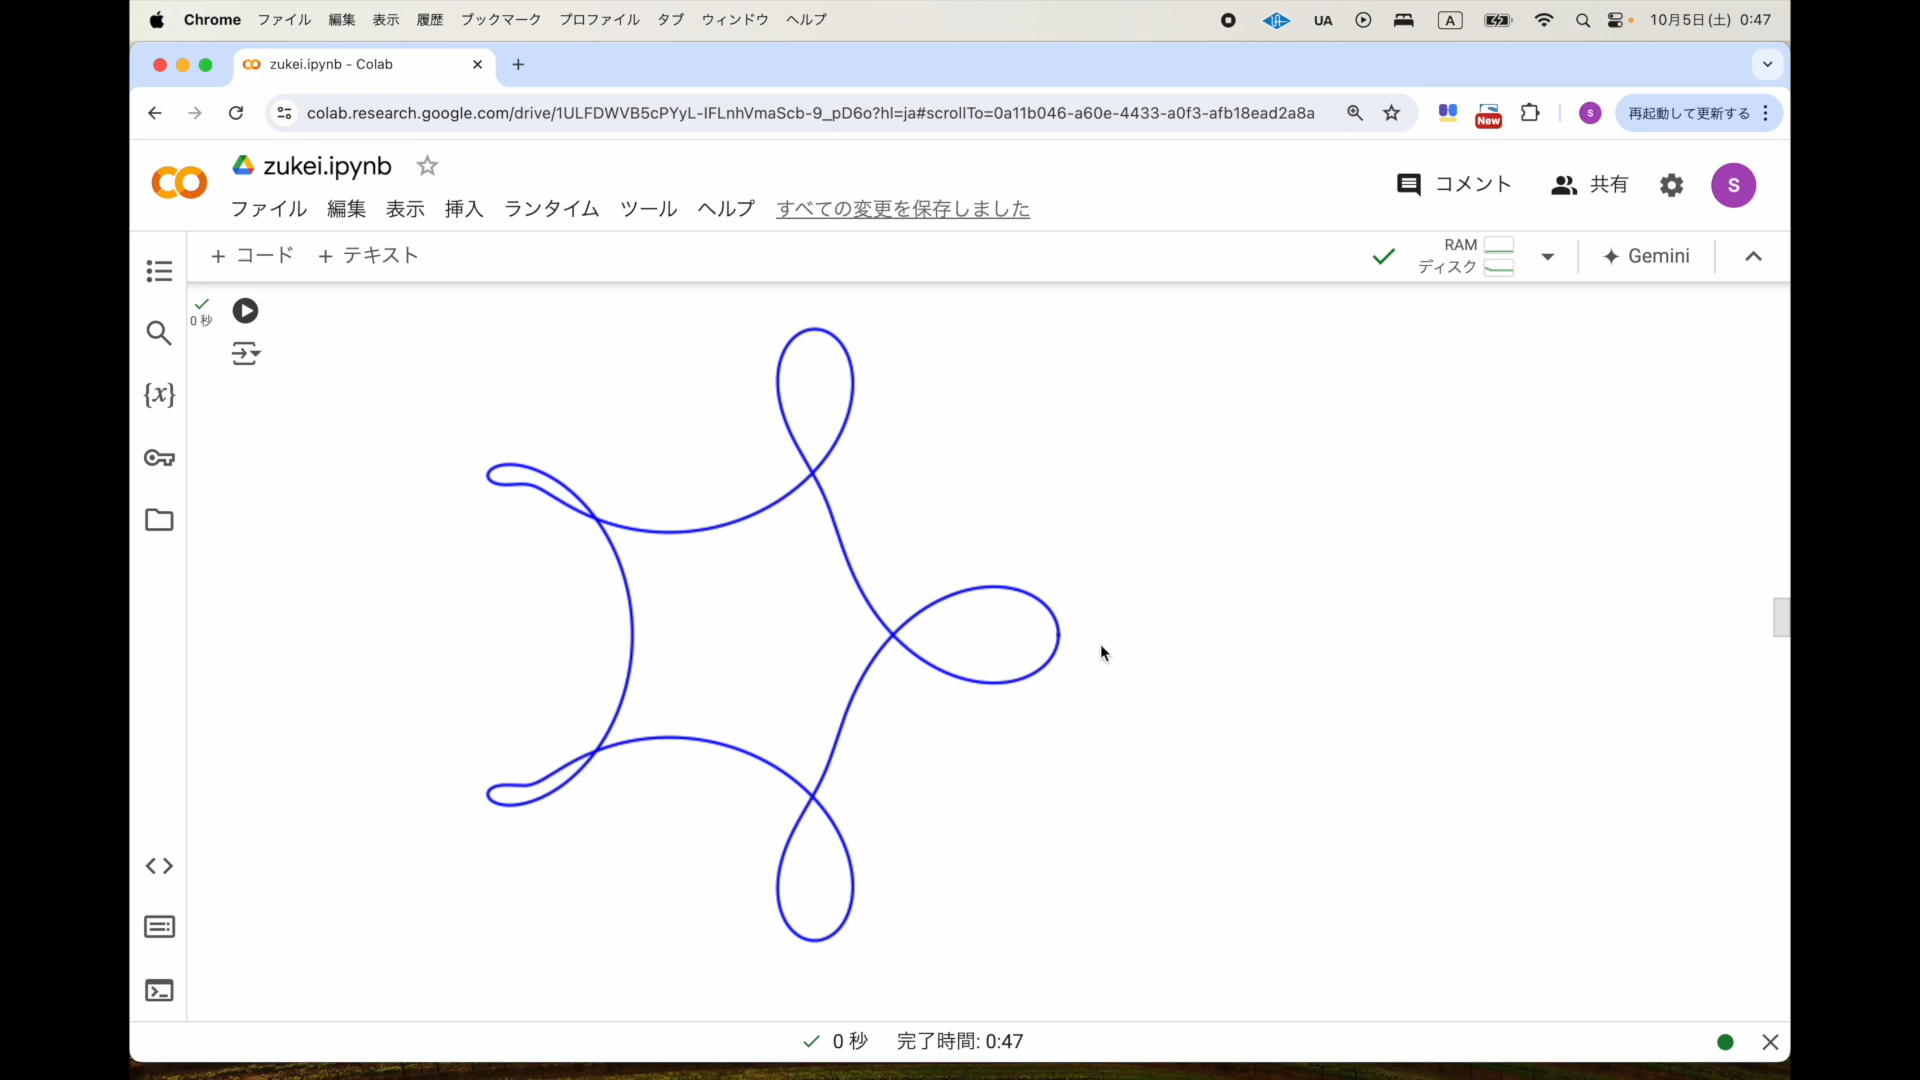 Chrome ファイル 編集 表示 履歴 ブックマーク プロファイル タブ ウィンドウ ヘルプ UA A 10月5日(土) 0:47
zukei.ipynb - Colab
colab.research.google.com/drive/1ULFDWVB5cPYyL-IFLnhVmaScb-9_pD6o?hl=ja#scrollTo=0a11b046-a60e-4433-a0f3-afb18ead2a8a New S 再起動して更新する
zukei.ipynb
コメント 共有 S
ファイル 編集 表示 挿入 ランタイム ツール ヘルプ すべての変更を保存しました
+ コード + テキスト
RAM
ディスク
Gemini
0 秒
{x}
0 秒 完了時間: 0:47